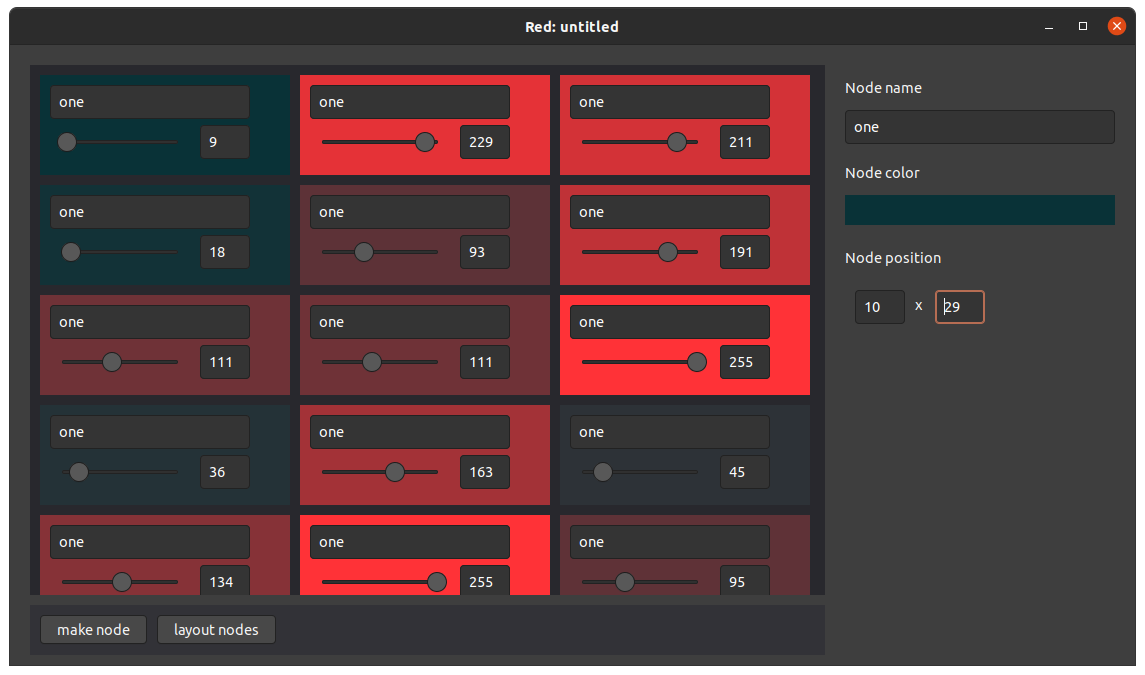 Red: untitled
one one one
9 229 211
one one one
18 93 191
one one one
111 111 255
one one one
36 163 45
one one one
134 255 95
make node layout nodes
Node name
one
Node color
Node position
10 x 29